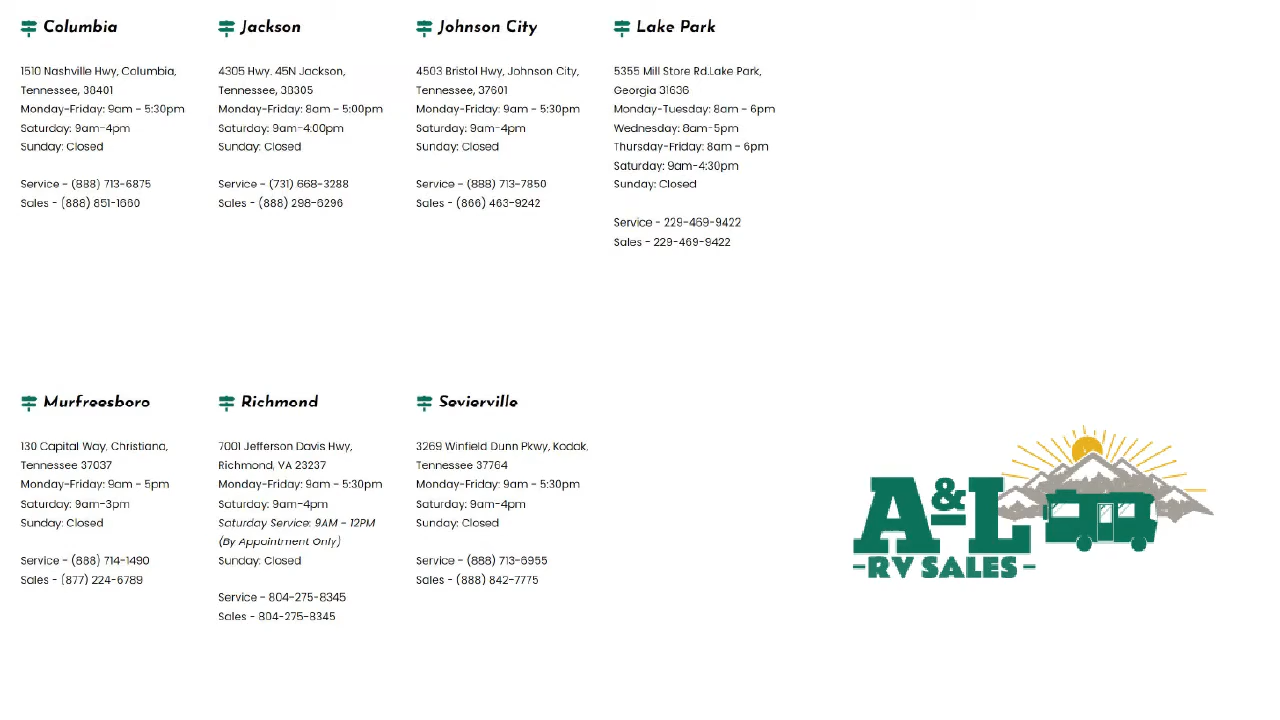 Columbia
1510 Nashville Hwy, Columbia,
Tennessee, 38401
Monday-Friday: 9am - 5:30pm
Saturday: 9am-4pm
Sunday: Closed
Service - (888) 713-6875
Sales - (888) 851-1660
Jackson
4305 Hwy. 45N Jackson,
Tennessee, 38305
Monday-Friday: 8am - 5:00pm
Saturday: 9am-4:00pm
Sunday: Closed
Service - (731) 668-3288
Sales - (888) 298-6296
Johnson City
4503 Bristol Hwy, Johnson City,
Tennessee, 37601
Monday-Friday: 9am - 5:30pm
Saturday: 9am-4pm
Sunday: Closed
Service - (888) 713-7850
Sales - (866) 463-9242
Lake Park
5355 Mill Store Rd.Lake Park,
Georgia 31636
Monday-Tuesday: 8am - 6pm
Wednesday: 8am-5pm
Thursday-Friday: 8am - 6pm
Saturday: 9am-4:30pm
Sunday: Closed
Service - 229-469-9422
Sales - 229-469-9422
Murfreesboro
130 Capital Way, Christiana,
Tennessee 37037
Monday-Friday: 9am - 5pm
Saturday: 9am-3pm
Sunday: Closed
Service - (888) 714-1490
Sales - (877) 224-6789
Richmond
7001 Jefferson Davis Hwy,
Richmond, VA 23237
Monday-Friday: 9am - 5:30pm
Saturday: 9am-4pm
Saturday Service: 9AM - 12PM
(By Appointment Only)
Sunday: Closed
Service - 804-275-8345
Sales - 804-275-8345
Sevierville
3269 Winfield Dunn Pkwy, Kodak,
Tennessee 37764
Monday-Friday: 9am - 5:30pm
Saturday: 9am-4pm
Sunday: Closed
Service - (888) 713-6955
Sales - (888) 842-7775
A&L
-RV SALES-